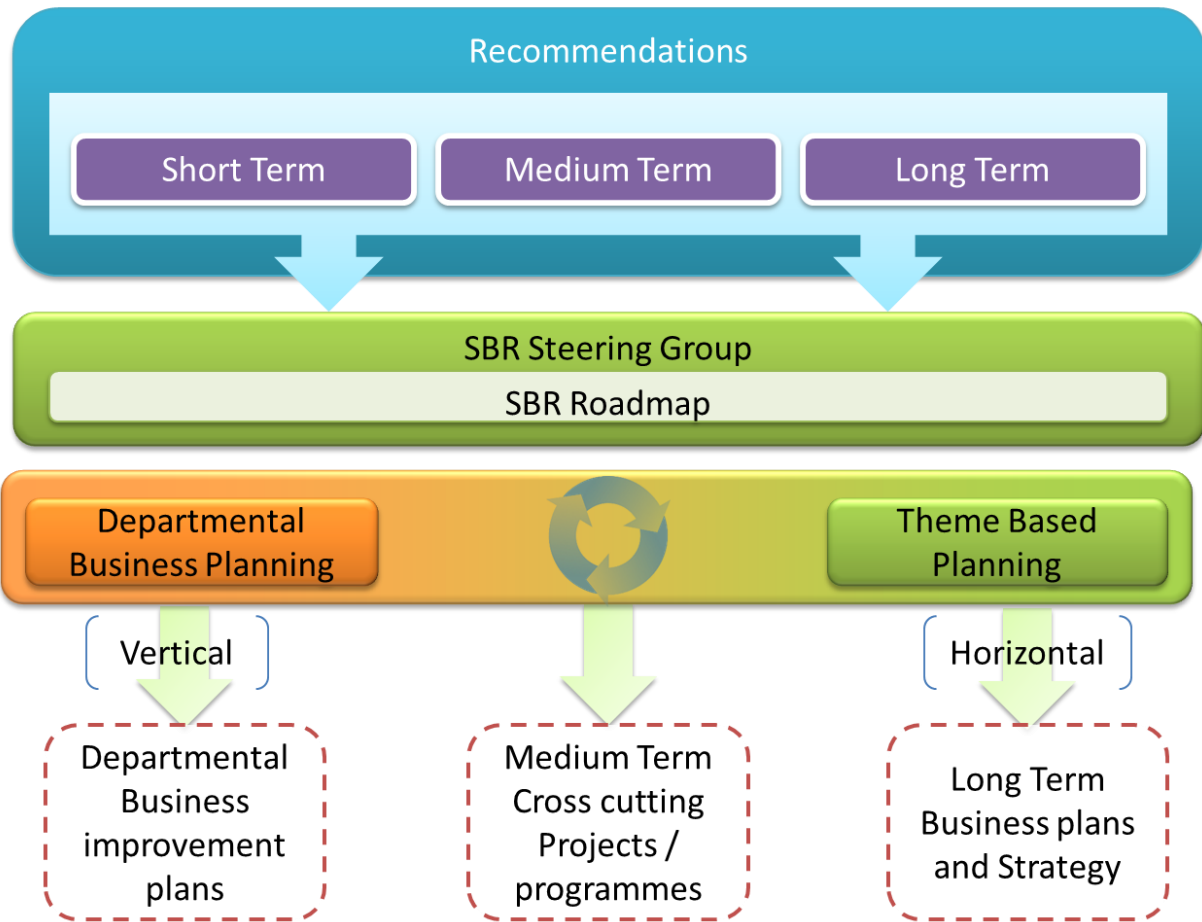 Recommendations
Short Term
Medium Term
Long Term
SBR Steering Group
SBR Roadmap
Departmental
Business Planning
Theme Based
Planning
Vertical
Horizontal
Departmental
Business
improvement
plans
Medium Term
Cross cutting
Projects /
programmes
Long Term
Business plans
and Strategy